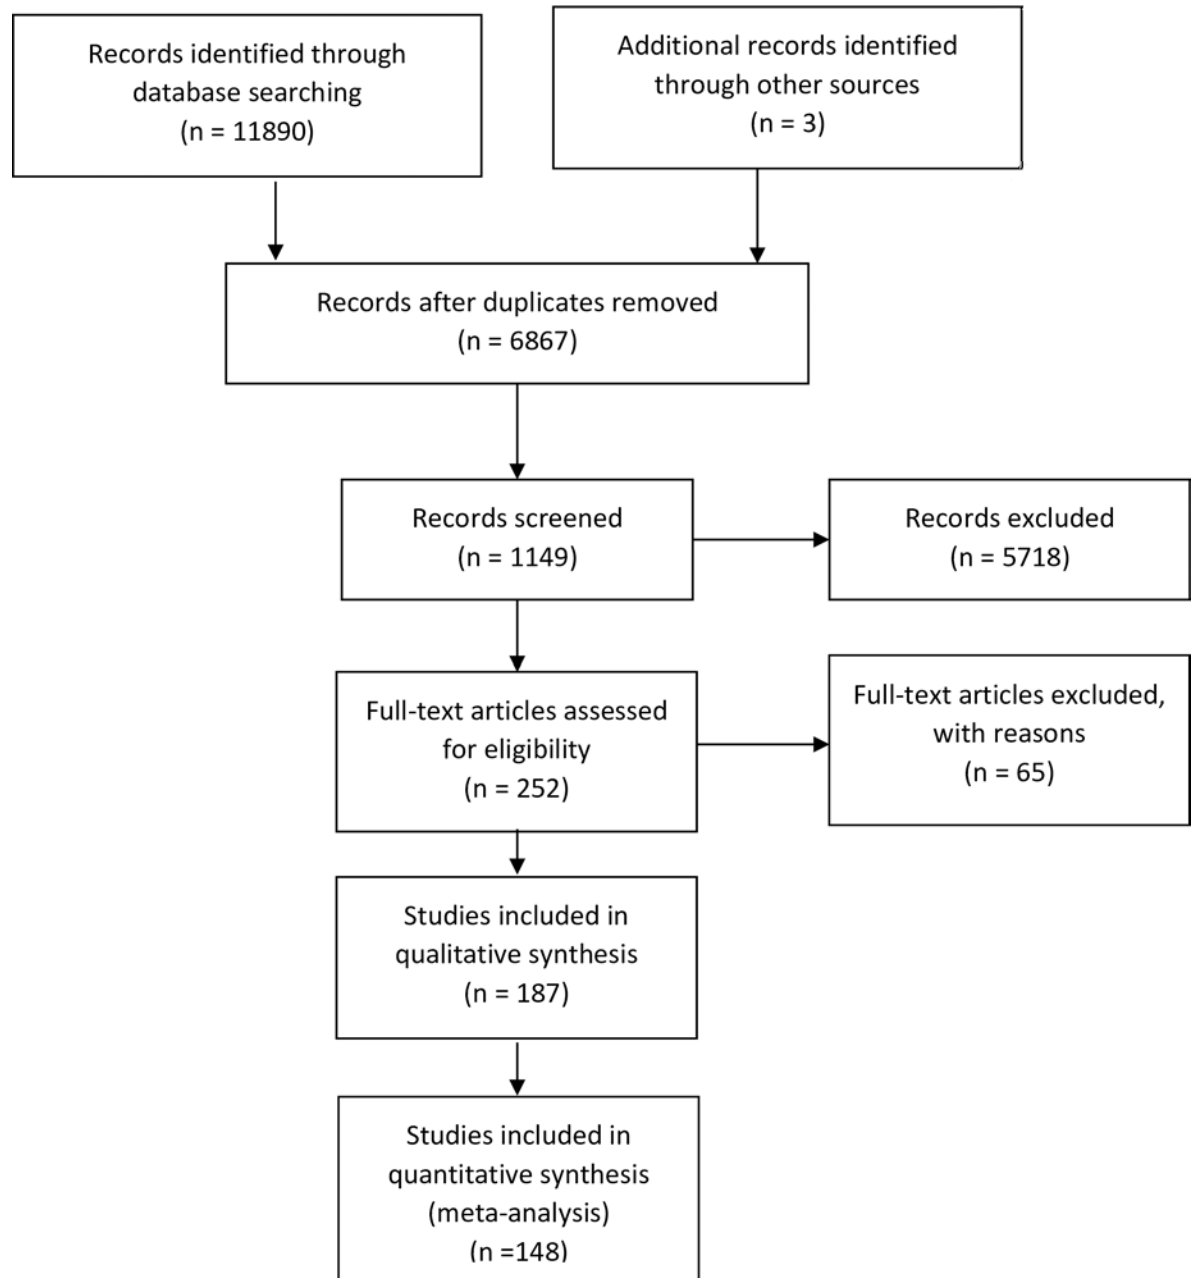 Records identified through
database searching
(n = 11890)
Additional records identified
through other sources
(n = 3)
Records after duplicates removed
(n = 6867)
Records screened
(n = 1149)
Records excluded
(n = 5718)
Full-text articles assessed
for eligibility
(n = 252)
Full-text articles excluded,
with reasons
(n = 65)
Studies included in
qualitative synthesis
(n = 187)
Studies included in
quantitative synthesis
(meta-analysis)
(n =148)